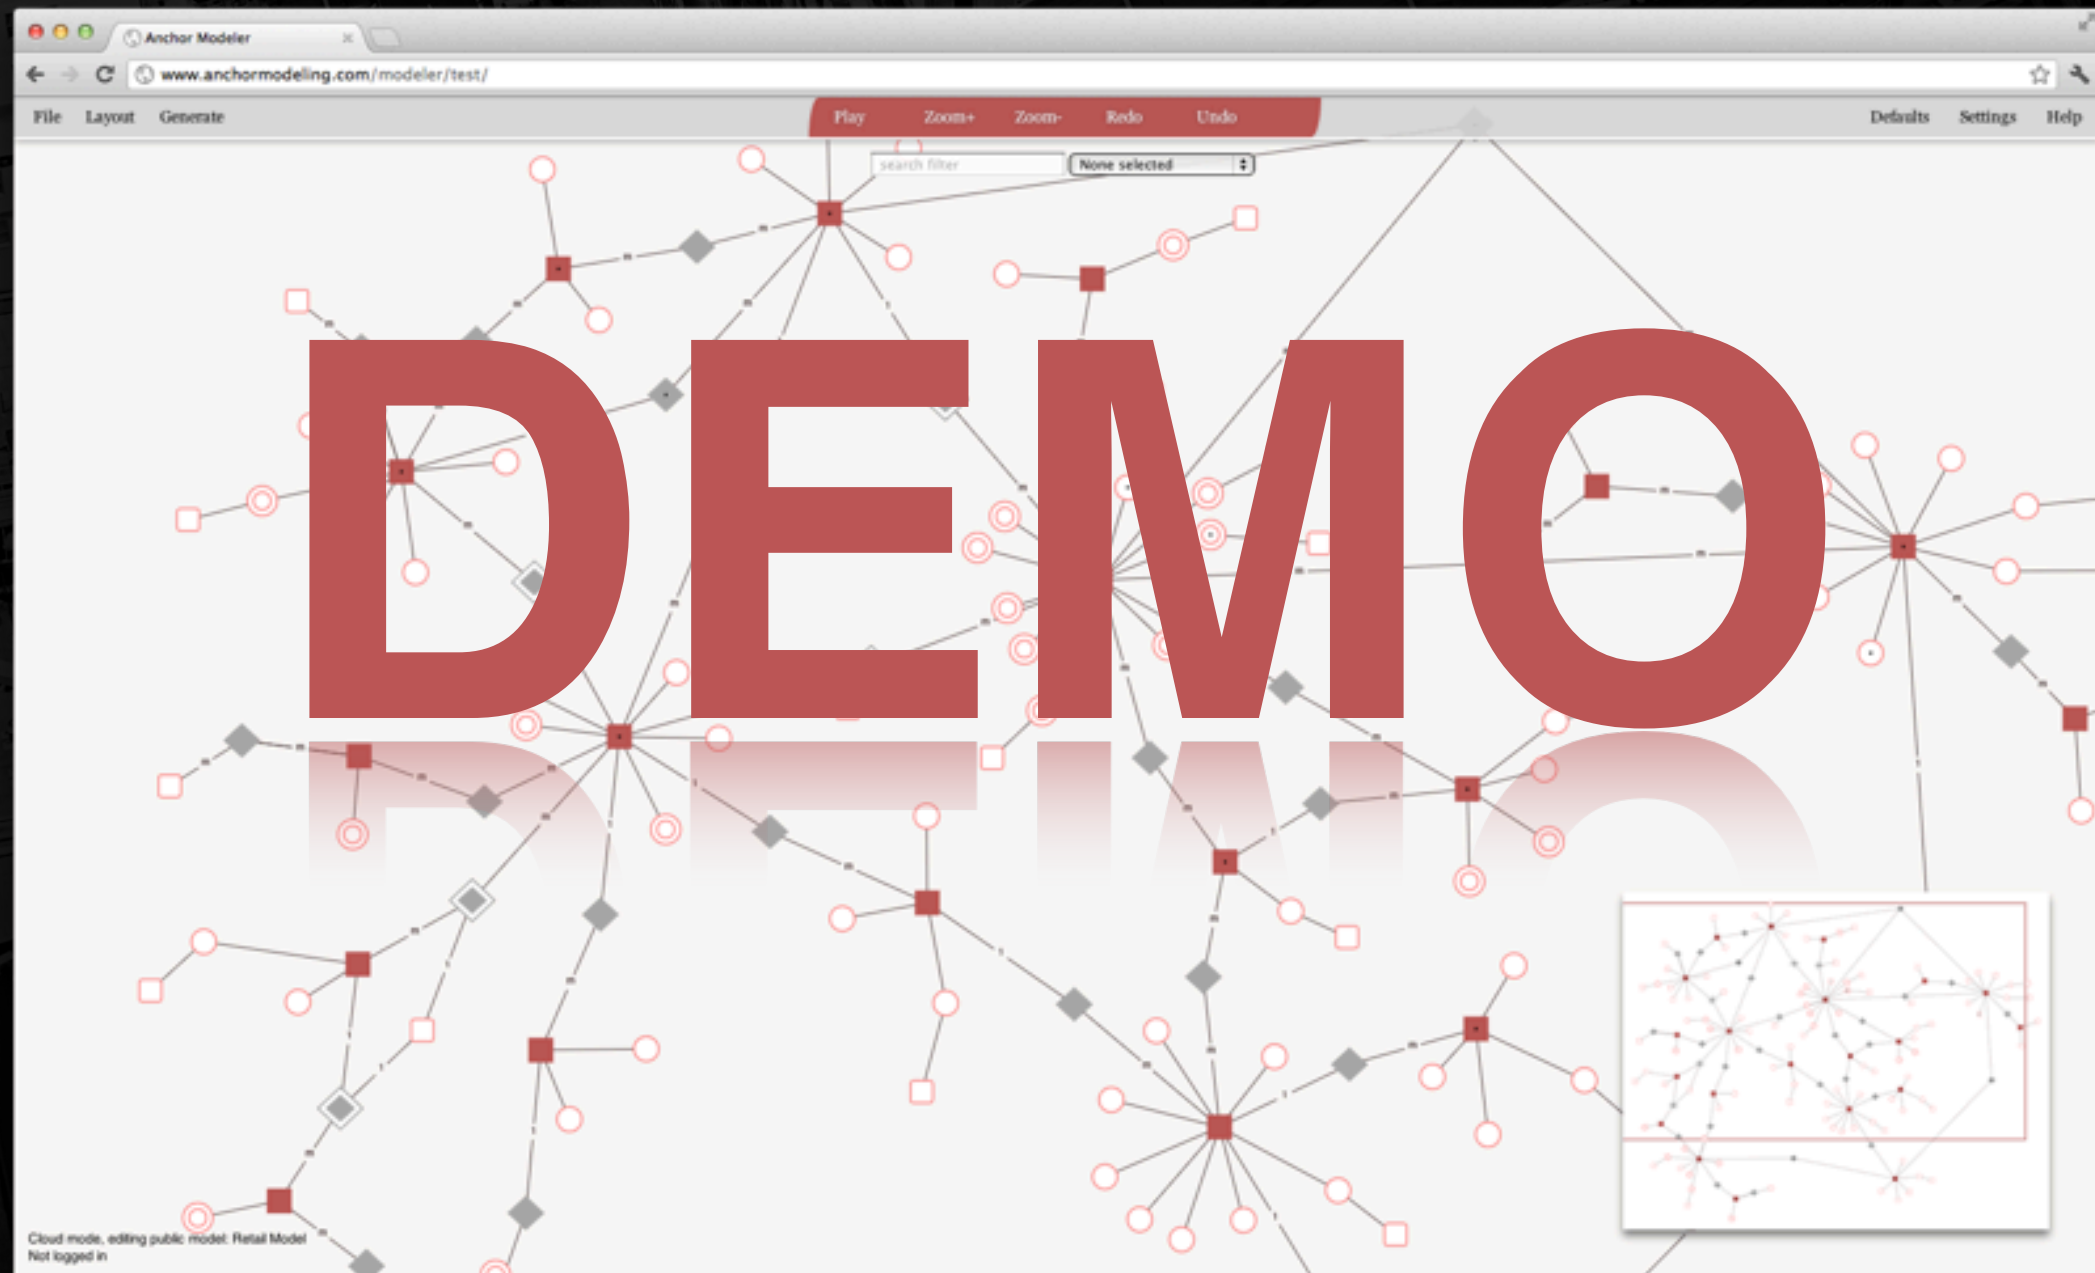 Anchor Modeler
www.anchormodeling.com/modeler/test/
File Layout Generate Play Zoom+ Zoom- Redo Undo Defaults Settings Help
search filter None selected
DEMO
Cloud mode, editing public model: Retail Model
Not logged in